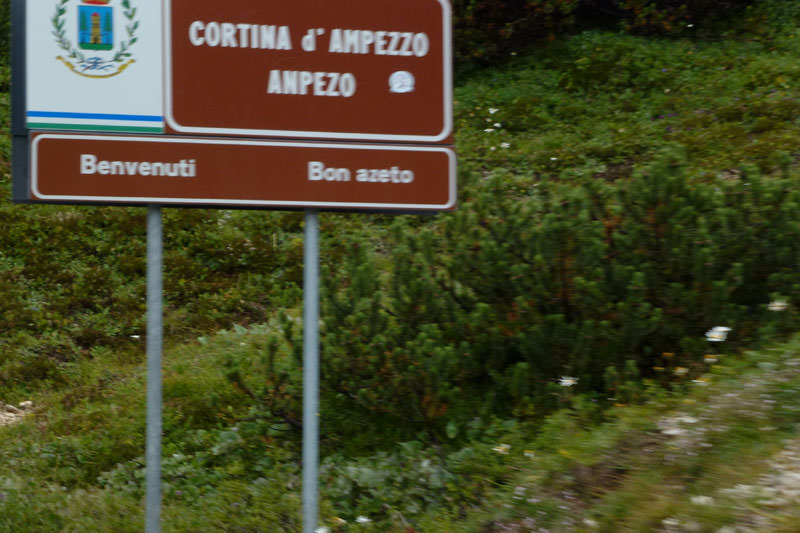 CORTINA d'AMPEZZO
ANPEZO
Benvenuti Bon azeto